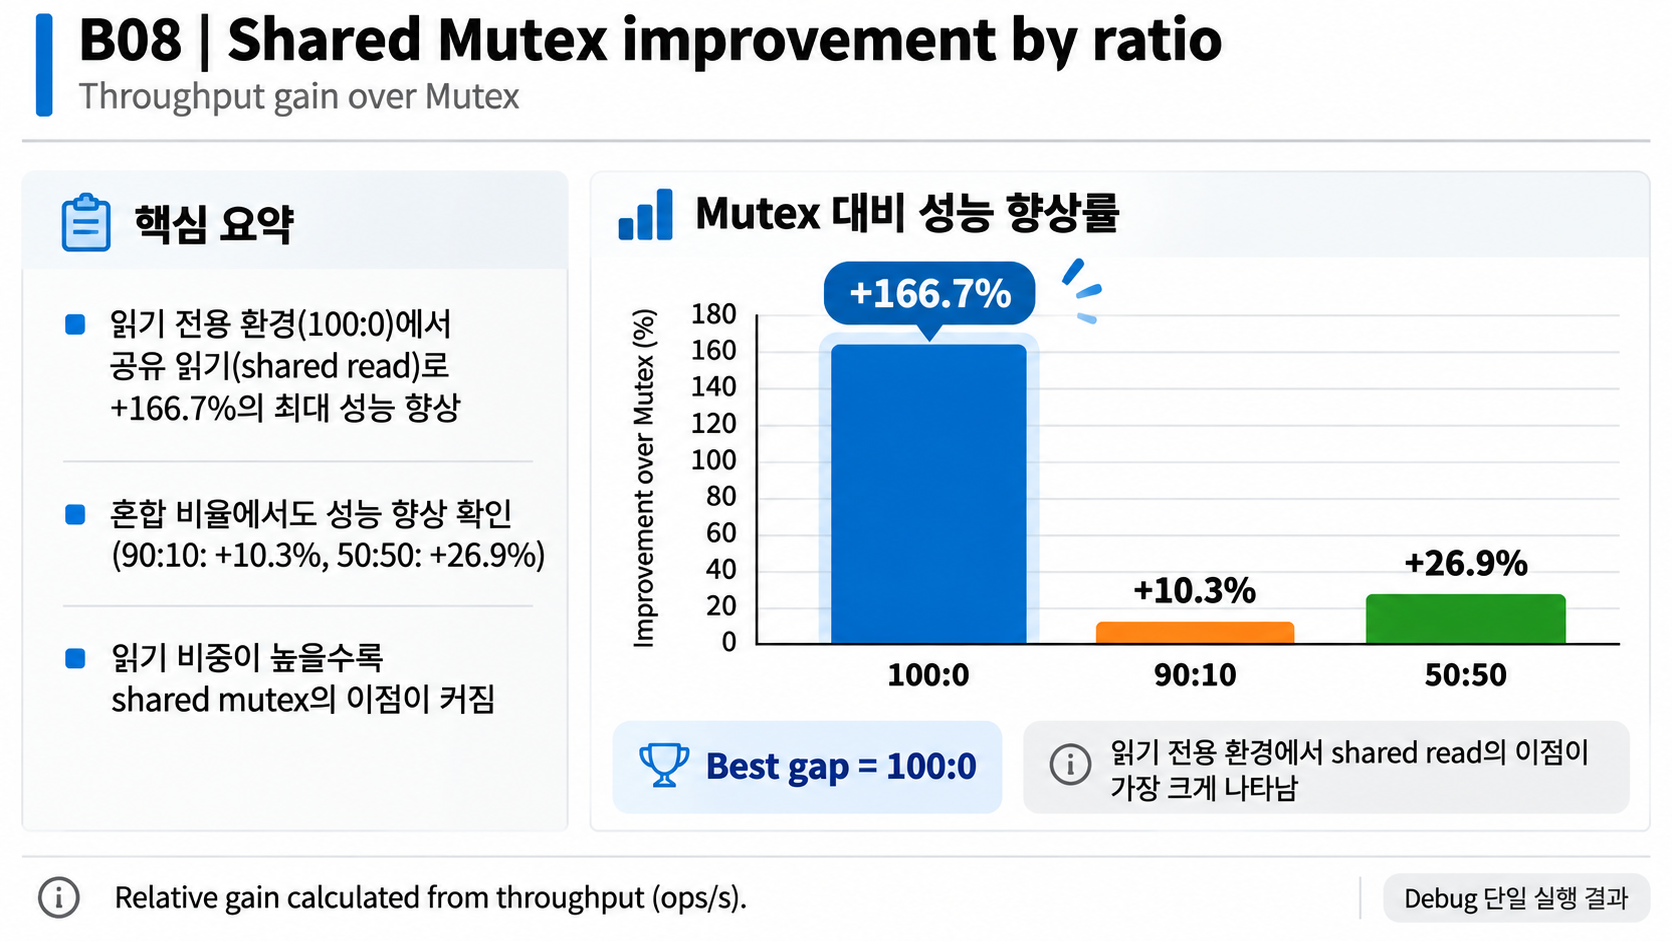 B08 | Shared Mutex improvement by ratio
Throughput gain over Mutex
핵심 요약
읽기 전용 환경(100:0)에서
공유 읽기(shared read)로
+166.7%의 최대 성능 향상
혼합 비율에서도 성능 향상 확인
(90:10: +10.3%, 50:50: +26.9%)
읽기 비중이 높을수록
shared mutex의 이점이 커짐
Mutex 대비 성능 향상률
+166.7%
Improvement over Mutex (%)
180
160
140
120
100
80
60
40
20
0
+10.3%
+26.9%
100:0
90:10
50:50
Best gap = 100:0
읽기 전용 환경에서 shared read의 이점이
가장 크게 나타남
Relative gain calculated from throughput (ops/s).
Debug 단일 실행 결과